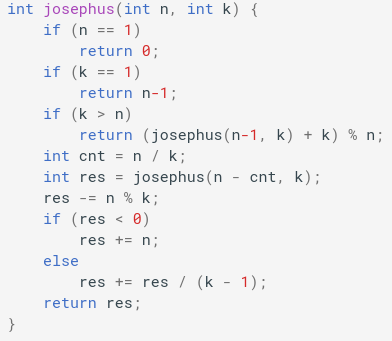 int josephus(int n, int k) {
    if (n == 1)
        return 0;
    if (k == 1)
        return n-1;
    if (k > n)
        return (josephus(n-1, k) + k) % n;
    int cnt = n / k;
    int res = josephus(n - cnt, k);
    res -= n % k;
    if (res < 0)
        res += n;
    else
        res += res / (k - 1);
    return res;
}